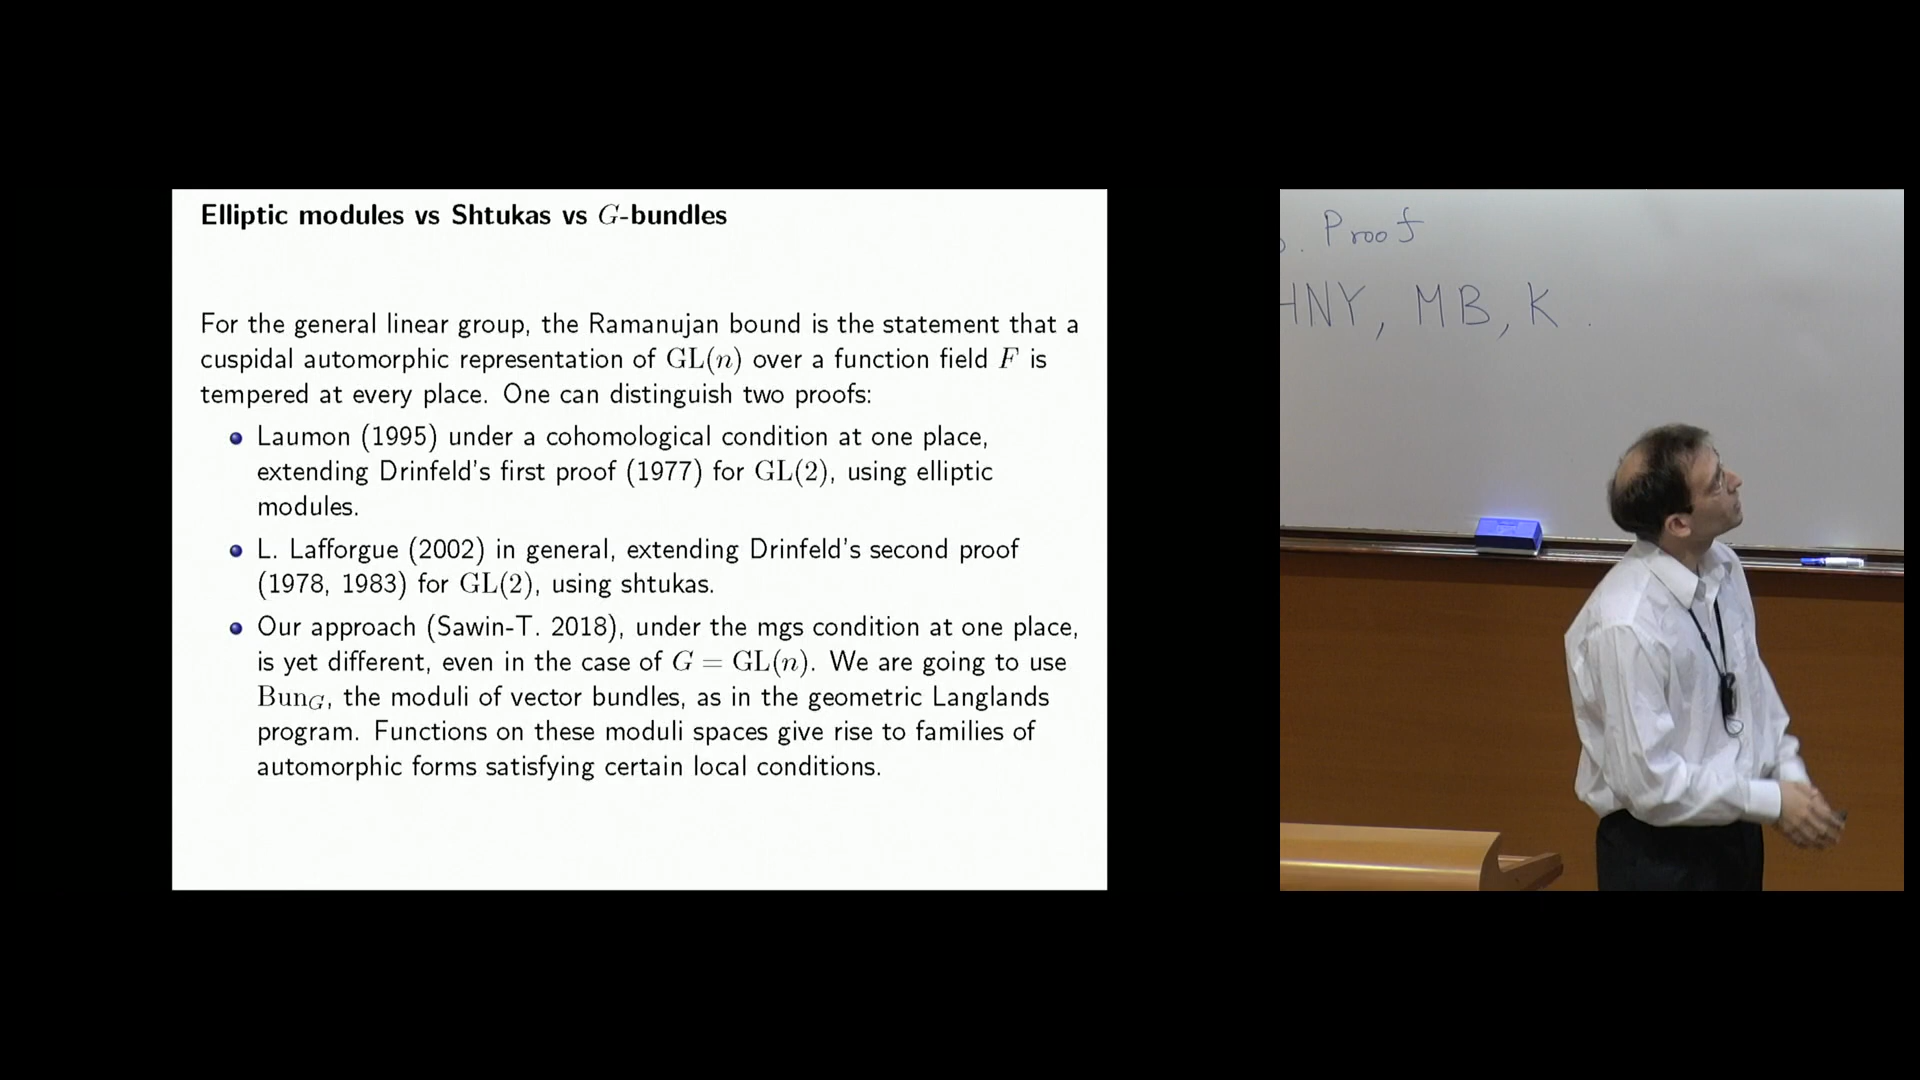 Elliptic modules vs Shtukas vs G-bundles
For the general linear group, the Ramanujan bound is the statement that a
cuspidal automorphic representation of GL(n) over a function field F is
tempered at every place. One can distinguish two proofs:
Laumon (1995) under a cohomological condition at one place,
extending Drinfeld's first proof (1977) for GL(2), using elliptic
modules.
L. Lafforgue (2002) in general, extending Drinfeld's second proof
(1978, 1983) for GL(2), using shtukas.
Our approach (Sawin-T. 2018), under the mgs condition at one place,
is yet different, even in the case of G = GL(n). We are going to use
Bun_G, the moduli of vector bundles, as in the geometric Langlands
program. Functions on these moduli spaces give rise to families of
automorphic forms satisfying certain local conditions.
Proof
HNY, MB, K.